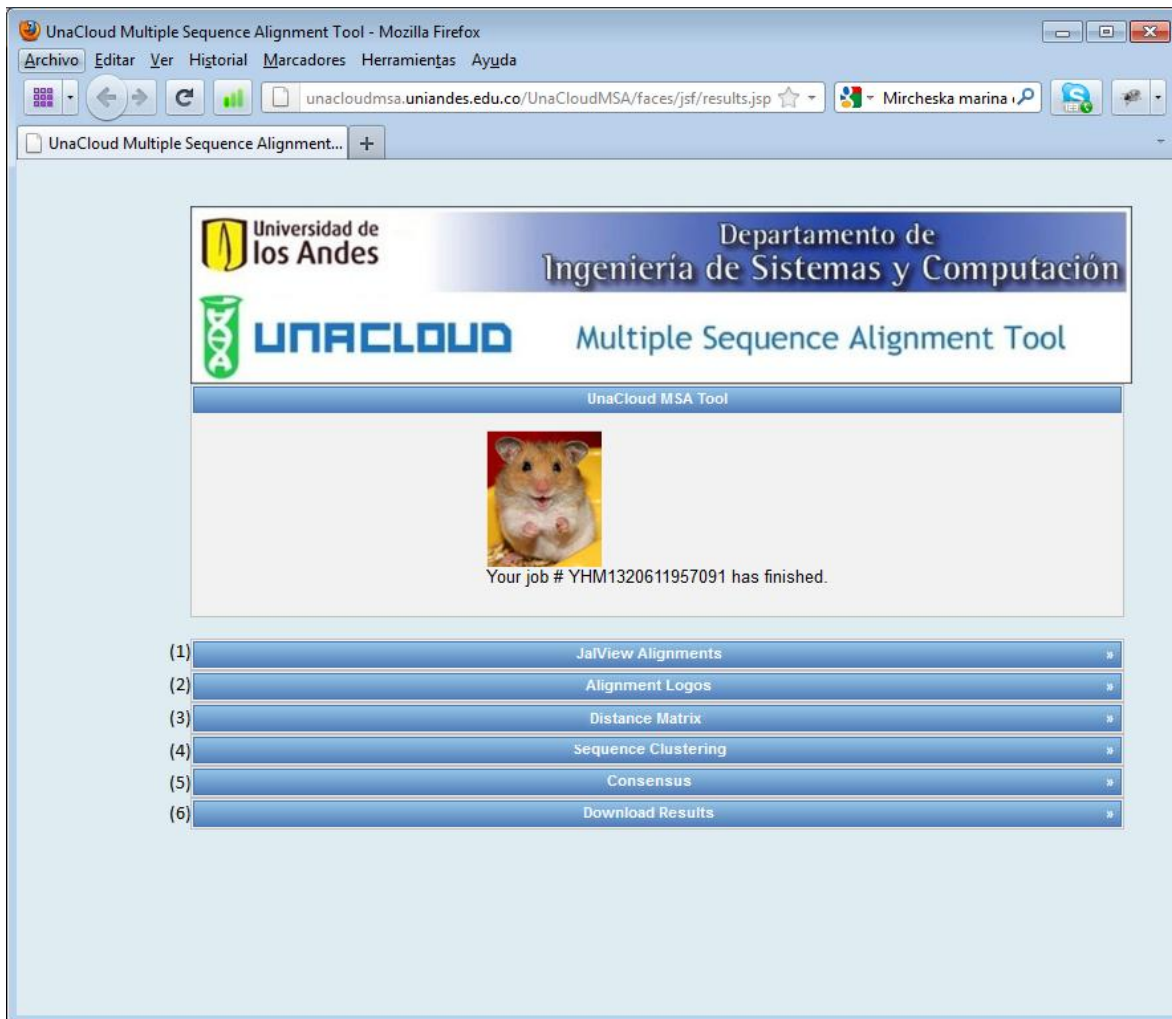 UnaCloud Multiple Sequence Alignment Tool - Mozilla Firefox
Archivo Editar Ver Historial Marcadores Herramientas Ayuda
unacloudmsa.uniandes.edu.co/UnaCloudMSA/faces/jsf/results.jsp
Mircheska marina
UnaCloud Multiple Sequence Alignment...
Universidad de
los Andes
Departamento de
Ingeniería de Sistemas y Computación
UNACLOUD
Multiple Sequence Alignment Tool
UnaCloud MSA Tool
Your job # YHM1320611957091 has finished.
(1) JalView Alignments »
(2) Alignment Logos »
(3) Distance Matrix »
(4) Sequence Clustering »
(5) Consensus »
(6) Download Results »